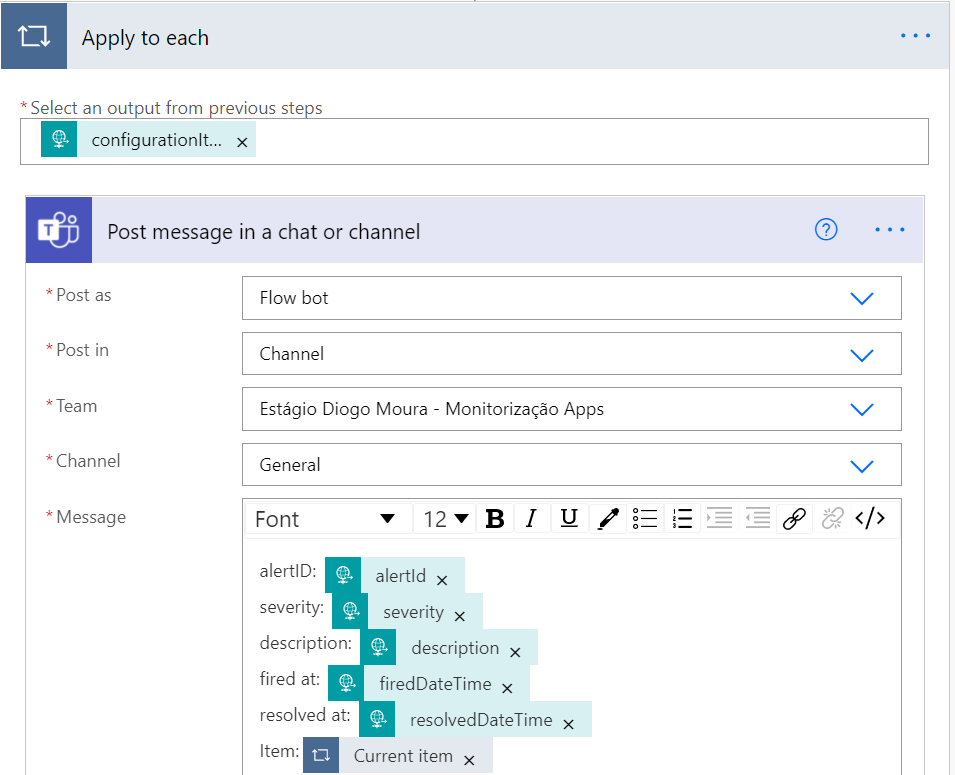 Apply to each
* Select an output from previous steps
configurationIt... ×
T Post message in a chat or channel ?
* Post as Flow bot
* Post in Channel
* Team Estágio Diogo Moura - Monitorização Apps
* Channel General
* Message Font 12 B I U </>
alertID: alertId ×
severity: severity ×
description: description ×
fired at: firedDateTime ×
resolved at: resolvedDateTime ×
Item: Current item ×